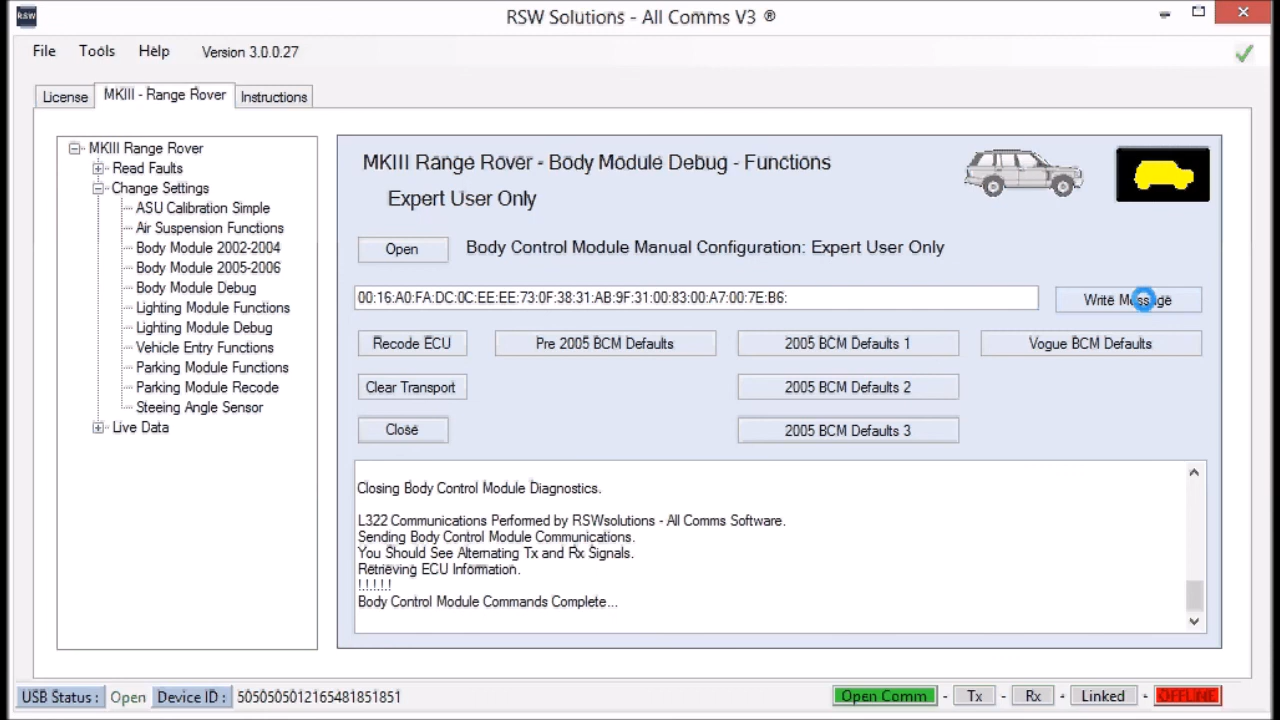 RSW
RSW Solutions - All Comms V3 ®
File Tools Help Version 3.0.0.27
License MKIII - Range Rover Instructions
MKIII Range Rover
Read Faults
Change Settings
ASU Calibration Simple
Air Suspension Functions
Body Module 2002-2004
Body Module 2005-2006
Body Module Debug
Lighting Module Functions
Lighting Module Debug
Vehicle Entry Functions
Parking Module Functions
Parking Module Recode
Steeing Angle Sensor
Live Data
MKIII Range Rover - Body Module Debug - Functions
Expert User Only
Open Body Control Module Manual Configuration: Expert User Only
00:16:A0:FA:DC:0C:EE:EE:73:0F:38:31:AB:9F:31:00:83:00:A7:00:7E:B6:
Write Message
Recode ECU Pre 2005 BCM Defaults 2005 BCM Defaults 1 Vogue BCM Defaults
Clear Transport 2005 BCM Defaults 2
Close 2005 BCM Defaults 3
Closing Body Control Module Diagnostics.
L322 Communications Performed by RSWsolutions - All Comms Software.
Sending Body Control Module Communications.
You Should See Alternating Tx and Rx Signals.
Retrieving ECU Information.
!.!.!.!.!.!
Body Control Module Commands Complete...
USB Status : Open Device ID : 5050505012165481851851 Open Comm - Tx - Rx - Linked - OFFLINE